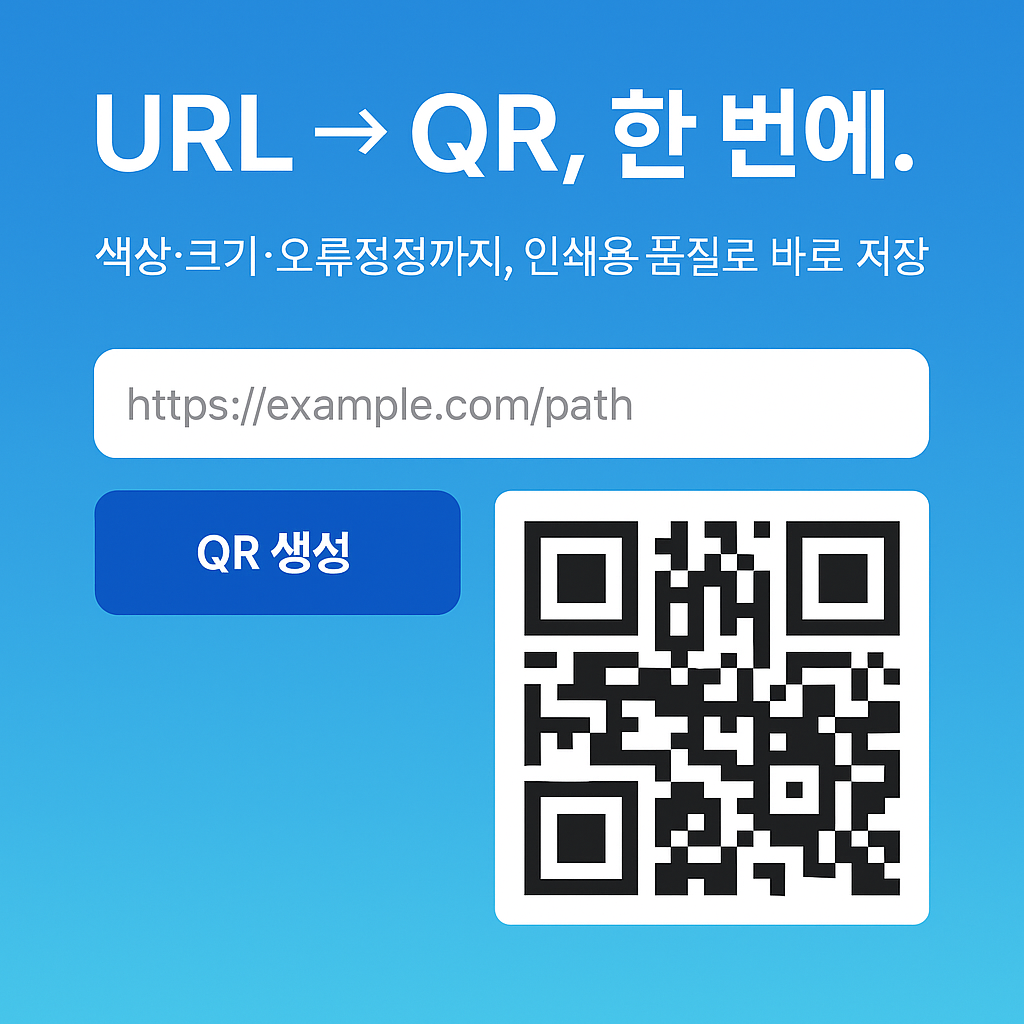 URL → QR, 한 번에.
색상·크기·오류정정까지, 인쇄용 품질로 바로 저장
https://example.com/path
QR 생성